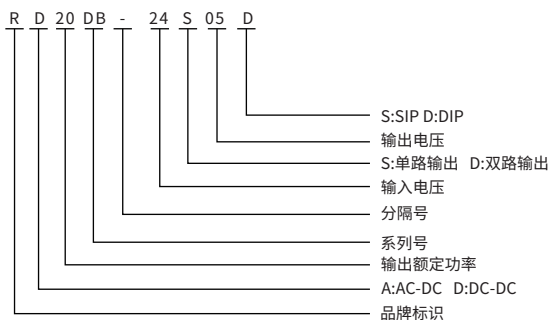 R D 20 DB - 24 S 05 D
S:SIP D:DIP
输出电压
S:单路输出 D:双路输出
输入电压
分隔号
系列号
输出额定功率
A:AC-DC D:DC-DC
品牌标识